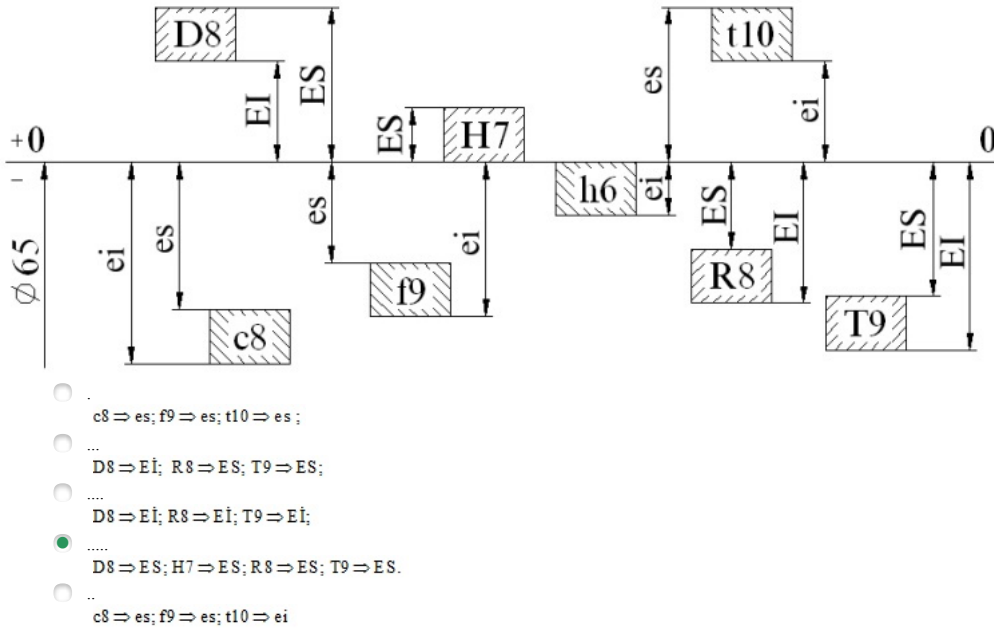 D8
t10
EI
ES
es
ei
+0
ES
H7
0
-
h6
ei
Ø65
ei
es
es
ei
ES
EI
ES
EI
f9
R8
c8
T9
.
c8⇒es; f9⇒es; t10⇒es ;
...
D8⇒Eİ; R8⇒ES; T9⇒ES;
....
D8⇒Eİ; R8⇒Eİ; T9⇒Eİ;
.....
D8⇒ES; H7⇒ES; R8⇒ES; T9⇒ES.
..
c8⇒es; f9⇒es; t10⇒ei